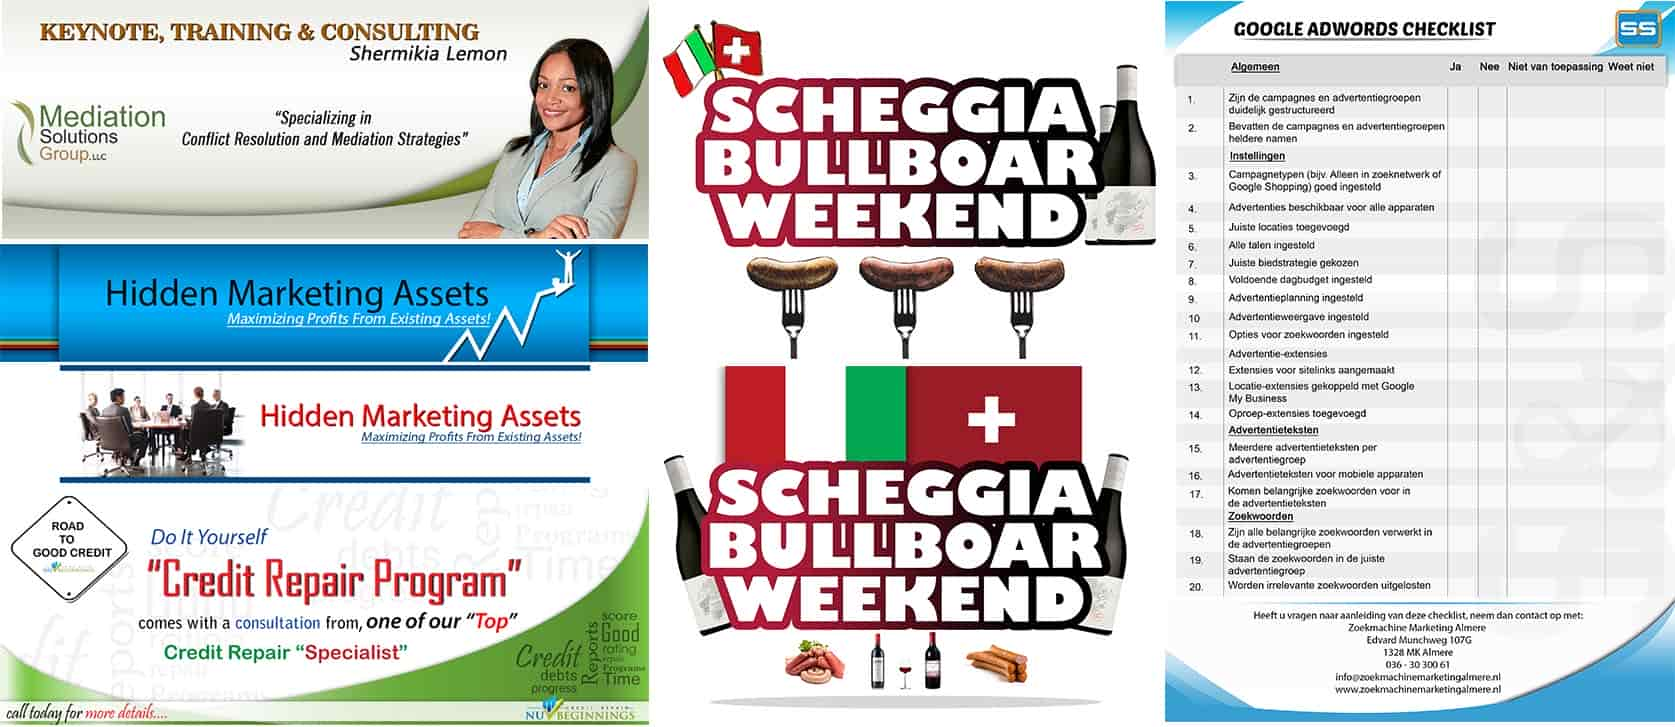 KEYNOTE, TRAINING & CONSULTING
Shermikia Lemon
Mediation
Solutions
Group,LLC
“Specializing in
Conflict Resolution and Mediation Strategies”
Hidden Marketing Assets
Maximizing Profits From Existing Assets!
Hidden Marketing Assets
Maximizing Profits From Existing Assets!
ROAD
TO
GOOD CREDIT
NU BEGINNINGS
Do It Yourself
“Credit Repair Program”
comes with a consultation from, one of our “Top”
Credit Repair “Specialist”
Credit
debts
progress
Reports
score
Good
rating
repair
Programe
Time
call today for more details....
CREDIT REPAIR
NU BEGINNINGS
SCHEGGIA
BULLBOAR
WEEKEND
SCHEGGIA
BULLBOAR
WEEKEND
GOOGLE ADWORDS CHECKLIST
SS
Algemeen Ja Nee Niet van toepassing Weet niet
1. Zijn de campagnes en advertentiegroepen
duidelijk gestructureerd
2. Bevatten de campagnes en advertentiegroepen
heldere namen
Instellingen
3. Campagnetypen (bijv. Alleen in zoeknetwerk of
Google Shopping) goed ingesteld
4. Advertenties beschikbaar voor alle apparaten
5. Juiste locaties toegevoegd
6. Alle talen ingesteld
7. Juiste biedstrategie gekozen
8. Voldoende dagbudget ingesteld
9. Advertentieplanning ingesteld
10 Advertentieweergave ingesteld
11. Opties voor zoekwoorden ingesteld
Advertentie-extensies
12. Extensies voor sitelinks aangemaakt
13. Locatie-extensies gekoppeld met Google
My Business
14. Oproep-extensies toegevoegd
Advertentieteksten
15. Meerdere advertentieteksten per
advertentiegroep
16. Advertentieteksten voor mobiele apparaten
17. Komen belangrijke zoekwoorden voor in
de advertentieteksten
Zoekwoorden
18. Zijn alle belangrijke zoekwoorden verwerkt in
de advertentiegroepen
19. Staan de zoekwoorden in de juiste
advertentiegroep
20. Worden irrelevante zoekwoorden uitgelosten
Heeft u vragen naar aanleiding van deze checklist, neem dan contact op met:
Zoekmachine Marketing Almere
Edvard Munchweg 107G
1328 MK Almere
036 - 30 300 61
info@zoekmachinemarketingalmere.nl
www.zoekmachinemarketingalmere.nl